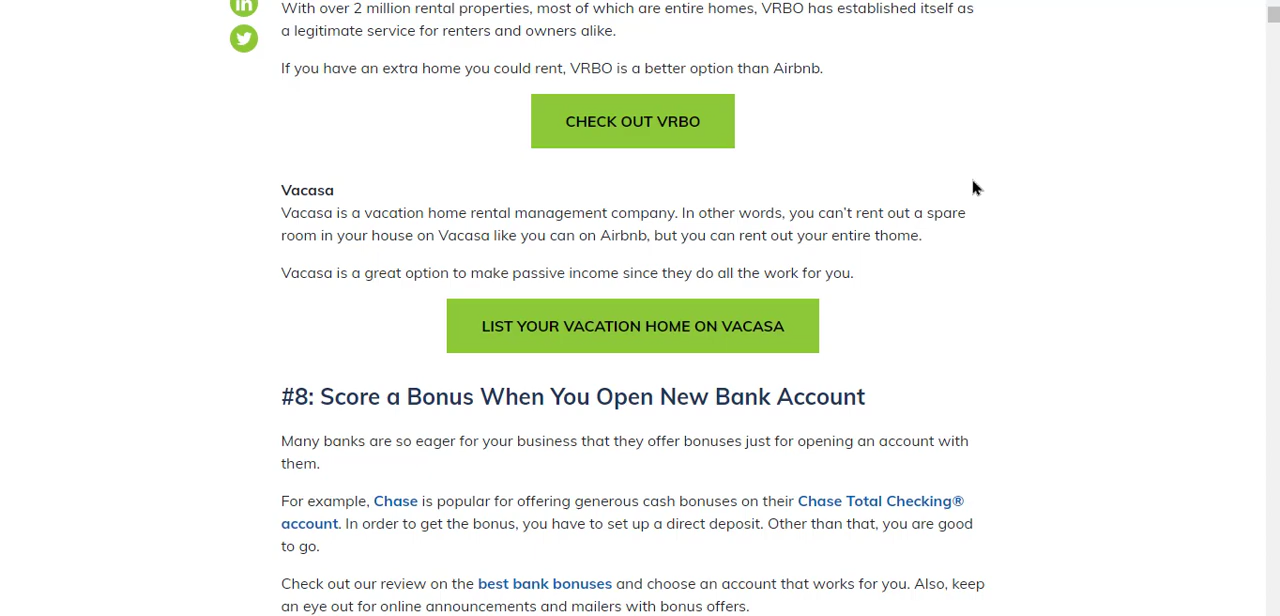 With over 2 million rental properties, most of which are entire homes, VRBO has established itself as
a legitimate service for renters and owners alike.
If you have an extra home you could rent, VRBO is a better option than Airbnb.
CHECK OUT VRBO
Vacasa
Vacasa is a vacation home rental management company. In other words, you can't rent out a spare
room in your house on Vacasa like you can on Airbnb, but you can rent out your entire thome.
Vacasa is a great option to make passive income since they do all the work for you.
LIST YOUR VACATION HOME ON VACASA
#8: Score a Bonus When You Open New Bank Account
Many banks are so eager for your business that they offer bonuses just for opening an account with
them.
For example, Chase is popular for offering generous cash bonuses on their Chase Total Checking®
account. In order to get the bonus, you have to set up a direct deposit. Other than that, you are good
to go.
Check out our review on the best bank bonuses and choose an account that works for you. Also, keep
an eye out for online announcements and mailers with bonus offers.